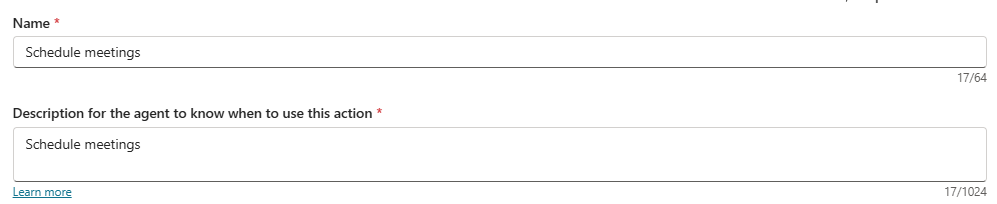 Name *
Schedule meetings
17/64
Description for the agent to know when to use this action *
Schedule meetings
Learn more
17/1024